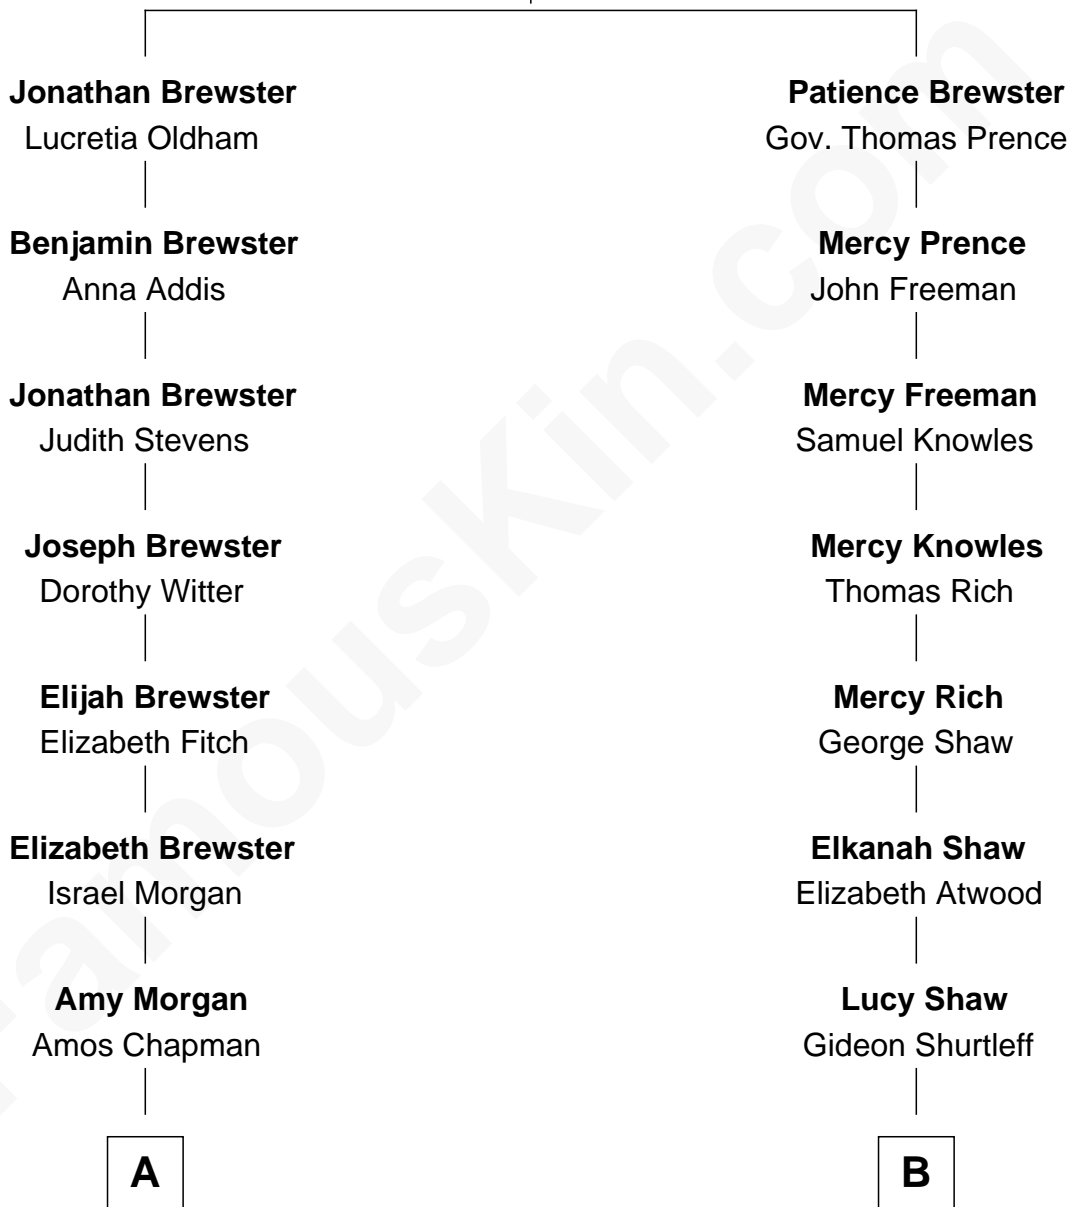 Jonathan Brewster
Lucretia Oldham
Benjamin Brewster
Anna Addis
Jonathan Brewster
Judith Stevens
Joseph Brewster
Dorothy Witter
Elijah Brewster
Elizabeth Fitch
Elizabeth Brewster
Israel Morgan
Amy Morgan
Amos Chapman
A
Patience Brewster
Gov. Thomas Prence
Mercy Prence
John Freeman
Mercy Freeman
Samuel Knowles
Mercy Knowles
Thomas Rich
Mercy Rich
George Shaw
Elkanah Shaw
Elizabeth Atwood
Lucy Shaw
Gideon Shurtleff
B
FamousKin.com